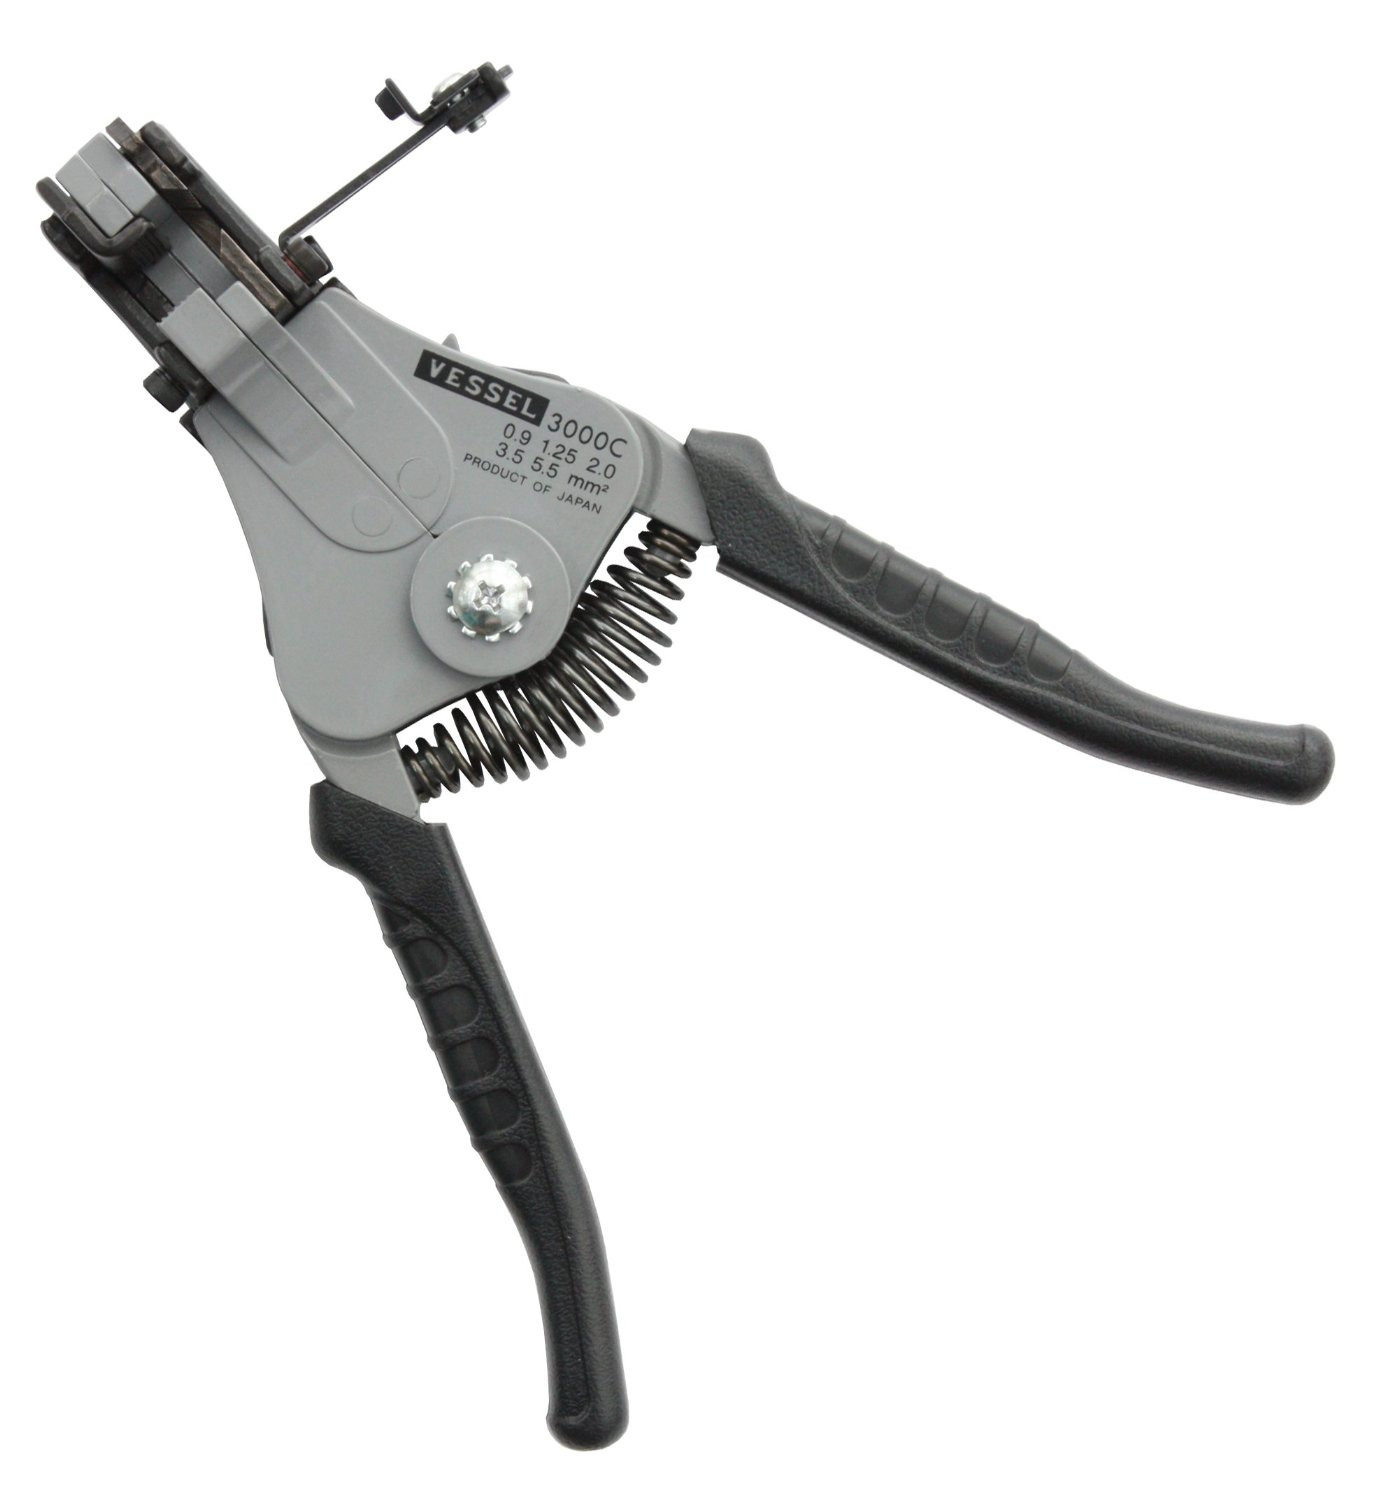 VESSEL 3000C
0.9 1.25 2.0
3.5 5.5 mm²
PRODUCT OF JAPAN